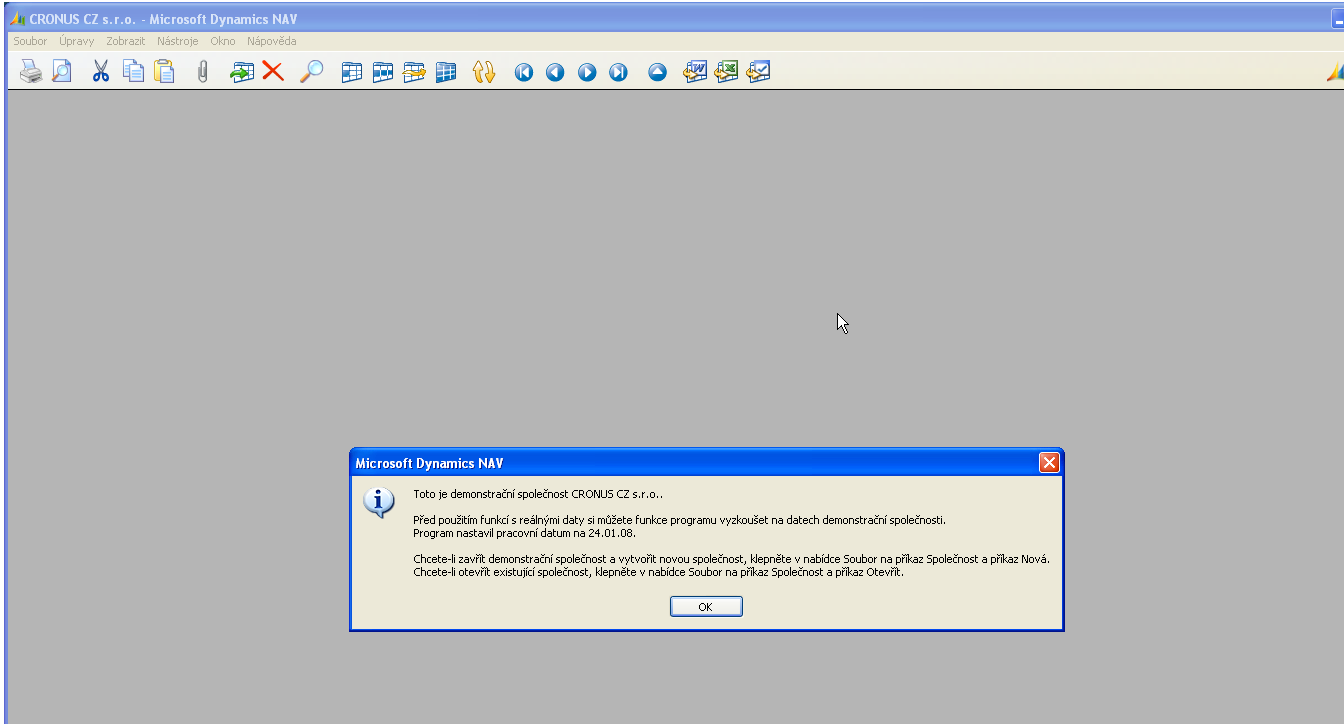 CRONUS CZ s.r.o. - Microsoft Dynamics NAV
Soubor Úpravy Zobrazit Nástroje Okno Nápověda
Microsoft Dynamics NAV
Toto je demonstrační společnost CRONUS CZ s.r.o..
Před použitím funkcí s reálnými daty si můžete funkce programu vyzkoušet na datech demonstrační společnosti.
Program nastavil pracovní datum na 24.01.08.
Chcete-li zavřít demonstrační společnost a vytvořit novou společnost, klepněte v nabídce Soubor na příkaz Společnost a příkaz Nová.
Chcete-li otevřít existující společnost, klepněte v nabídce Soubor na příkaz Společnost a příkaz Otevřít.
OK